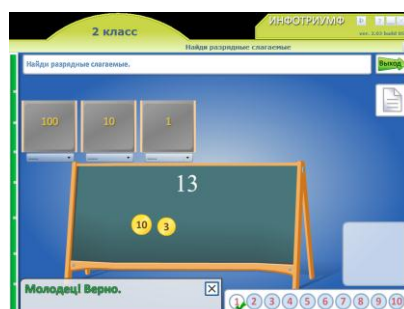 2 класс
ИНФОТРИУМФ
Найди разрядные слагаемые
Найди разрядные слагаемые.
Выход
100 10 1
13
10 3
Молодец! Верно.
1 2 3 4 5 6 7 8 9 10